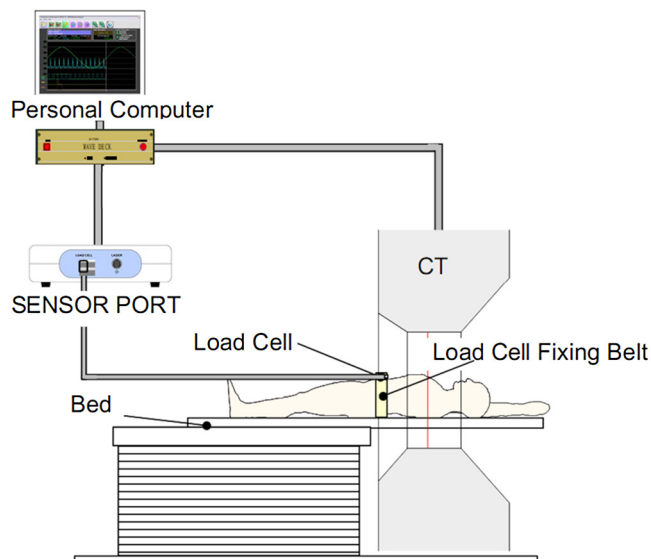 Personal Computer
WAVE DECK
LOAD CELL
LASER
SENSOR PORT
CT
Load Cell
Load Cell Fixing Belt
Bed